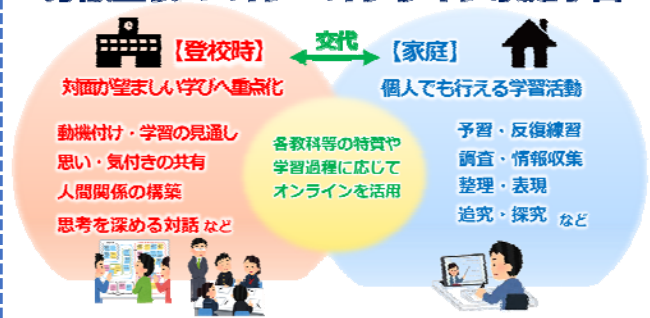 【登校時】
交代
【家庭】
対面が望ましい学びへ重点化
個人でも行える学習活動
動機付け・学習の見通し
思い・気付きの共有
人間関係の構築
思考を深める対話 など
各教科等の特質や
学習過程に応じて
オンラインを活用
予習・反復練習
調査・情報収集
整理・表現
追究・探究 など